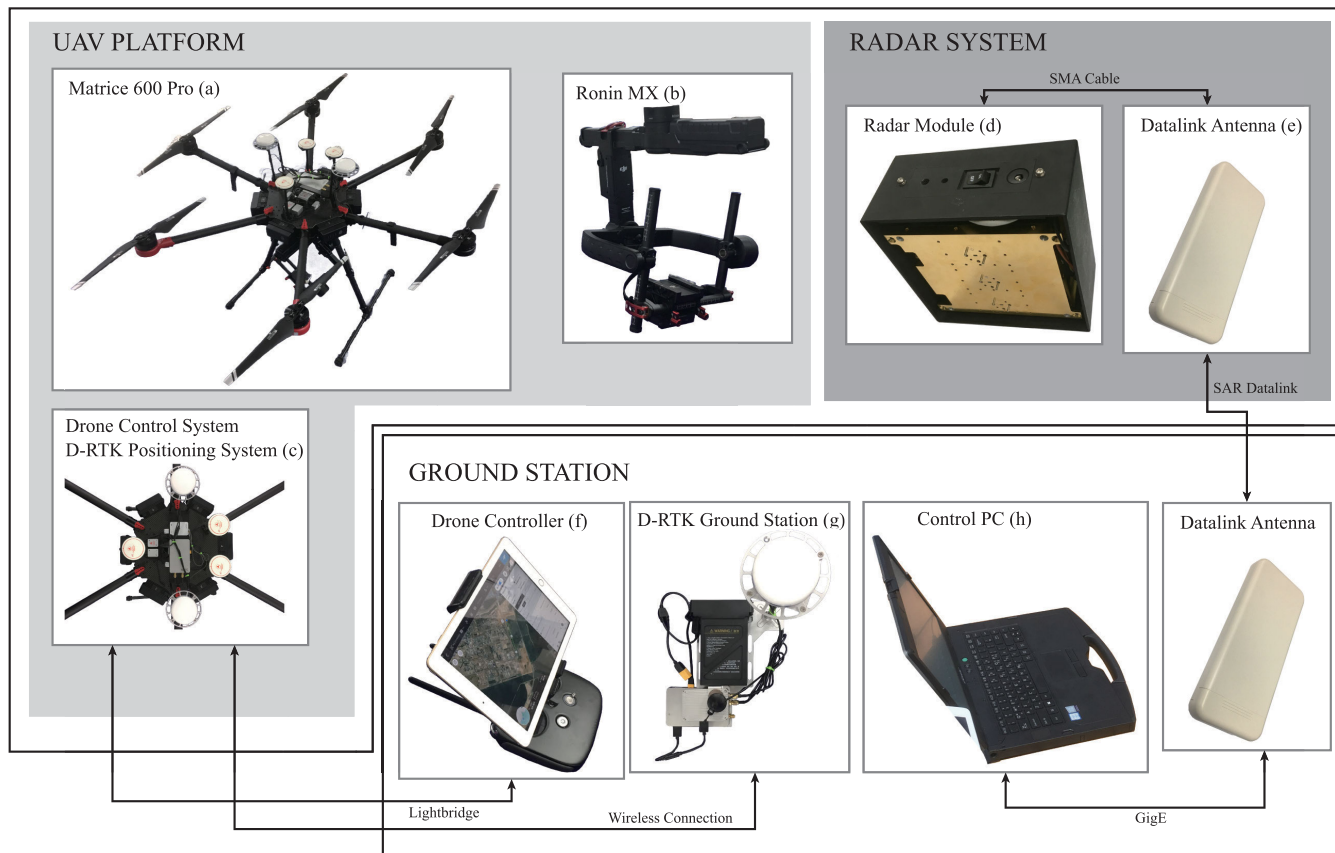 UAV PLATFORM
Matrice 600 Pro (a)
Ronin MX (b)
RADAR SYSTEM
SMA Cable
Radar Module (d)
Datalink Antenna (e)
SAR Datalink
Drone Control System
D-RTK Positioning System (c)
GROUND STATION
Drone Controller (f)
D-RTK Ground Station (g)
Control PC (h)
Datalink Antenna
Lightbridge
Wireless Connection
GigE